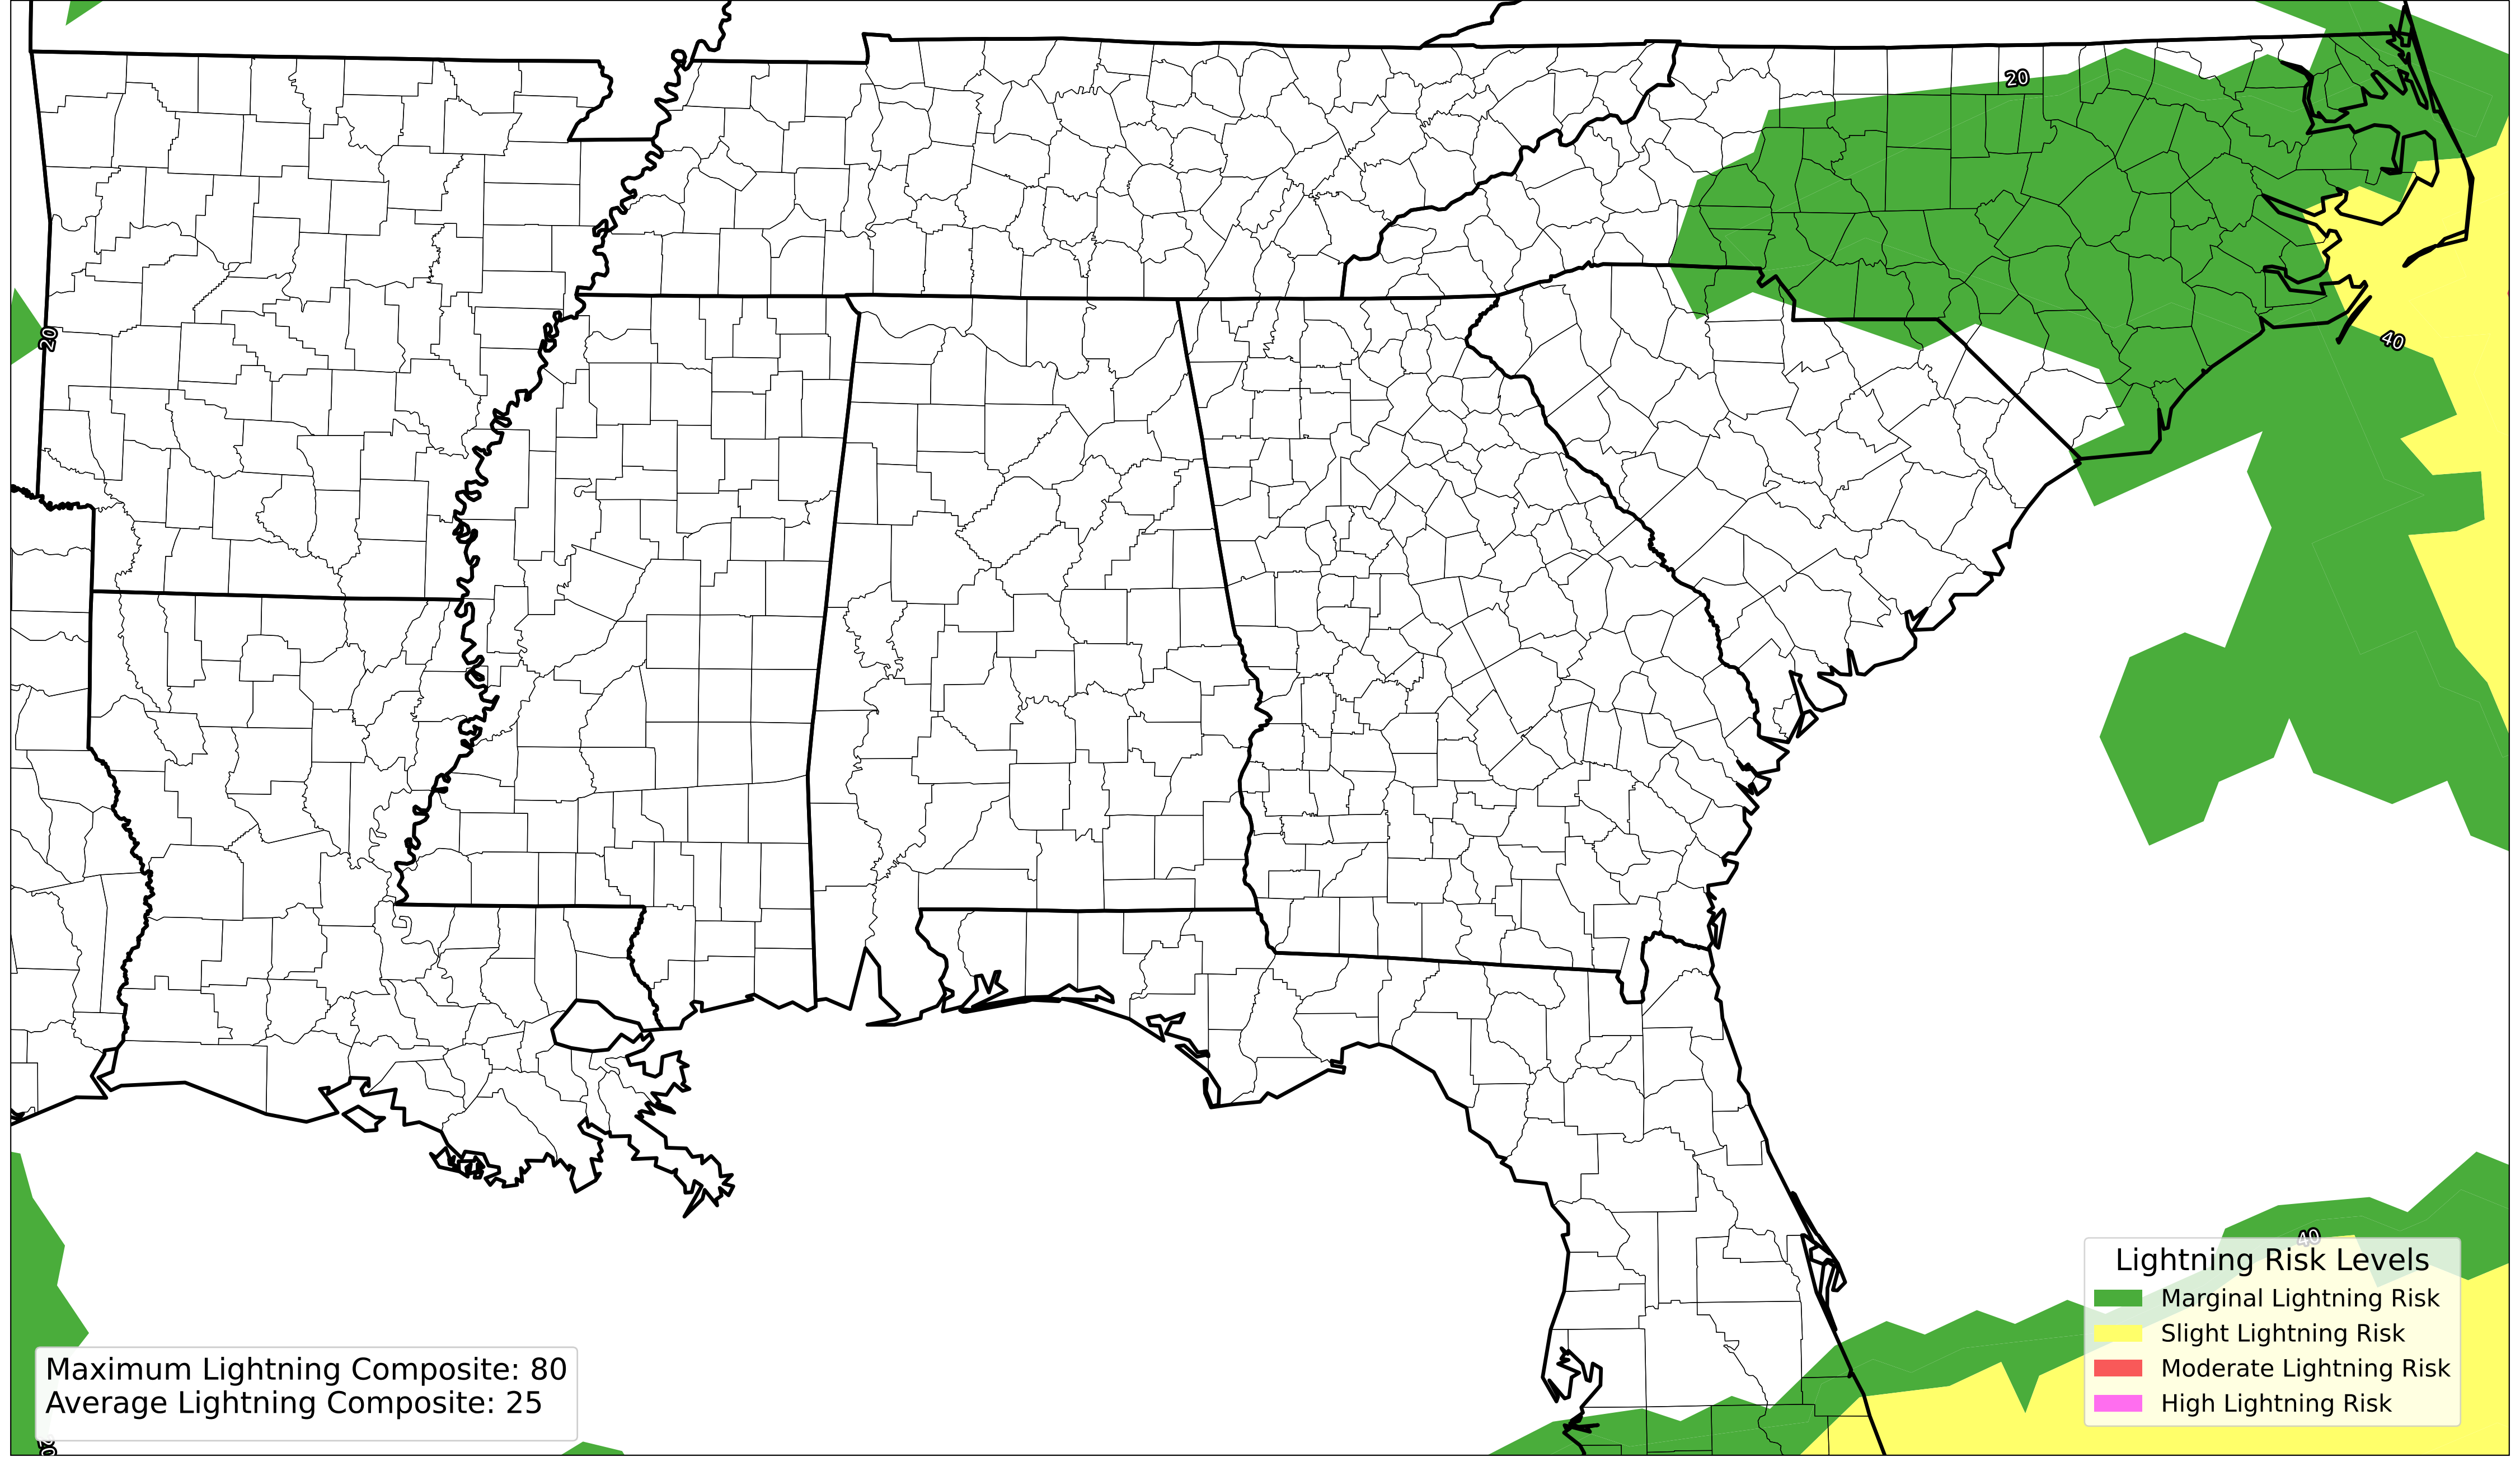 20
20
40
40
Lightning Risk Levels
Marginal Lightning Risk
Slight Lightning Risk
Moderate Lightning Risk
High Lightning Risk
Maximum Lightning Composite: 80
Average Lightning Composite: 25